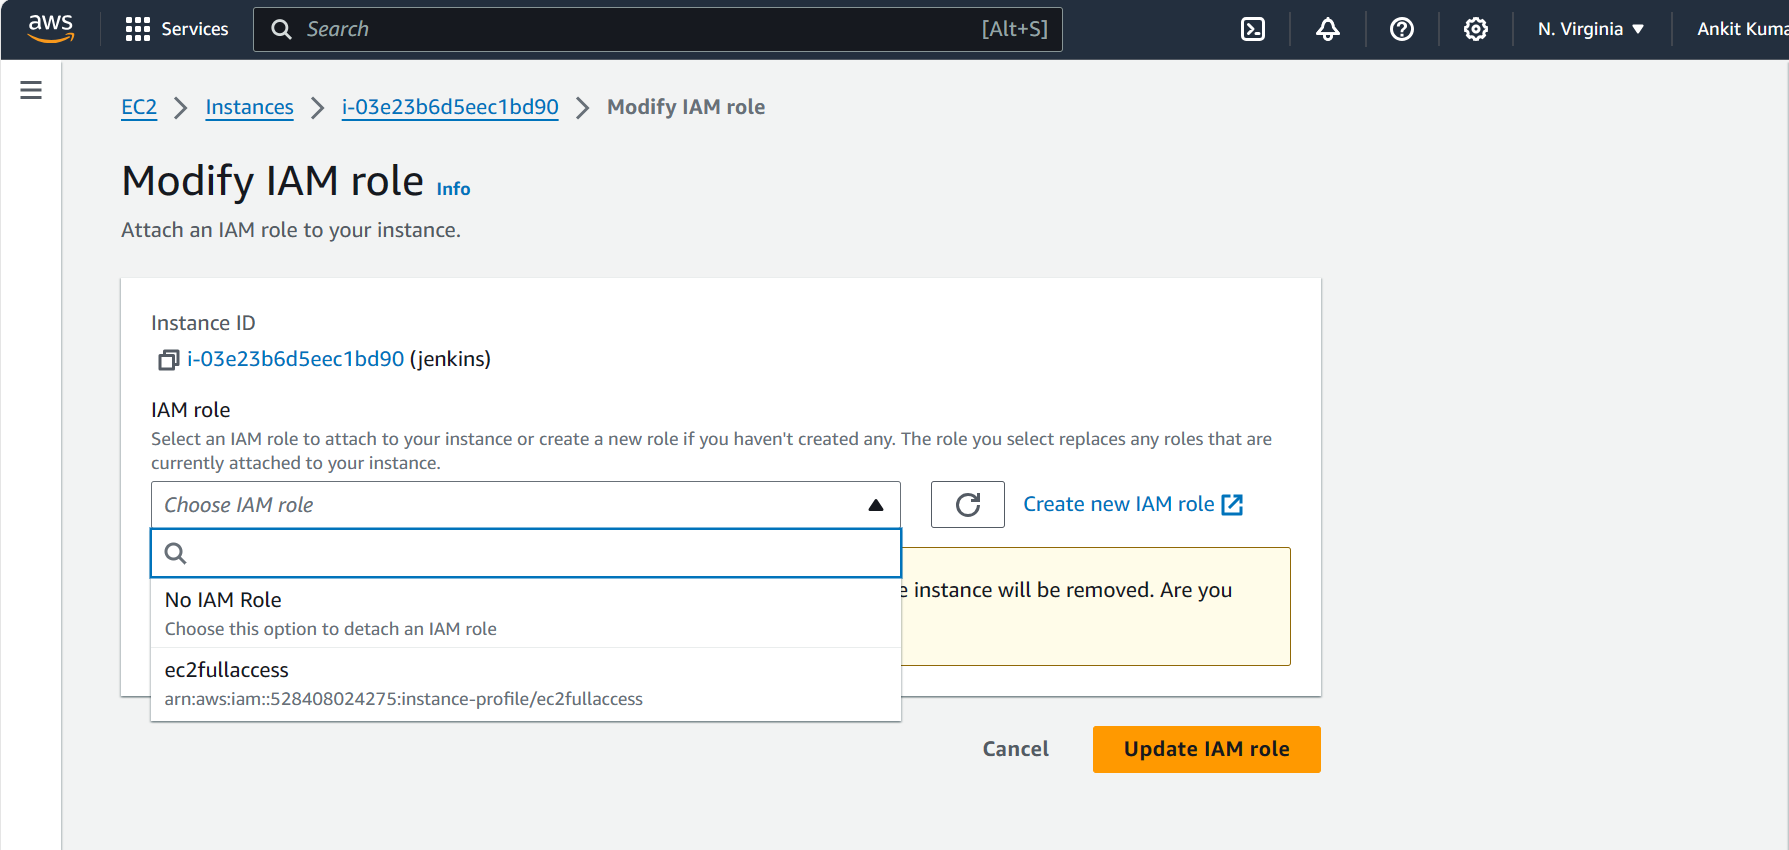 aws Services Search [Alt+S] N. Virginia Ankit Kuma
EC2 Instances i-03e23b6d5eec1bd90 Modify IAM role
Modify IAM role Info
Attach an IAM role to your instance.
Instance ID
i-03e23b6d5eec1bd90 (jenkins)
IAM role
Select an IAM role to attach to your instance or create a new role if you haven't created any. The role you select replaces any roles that are
currently attached to your instance.
Choose IAM role Create new IAM role
e instance will be removed. Are you
No IAM Role
Choose this option to detach an IAM role
ec2fullaccess
arn:aws:iam::528408024275:instance-profile/ec2fullaccess
Cancel Update IAM role